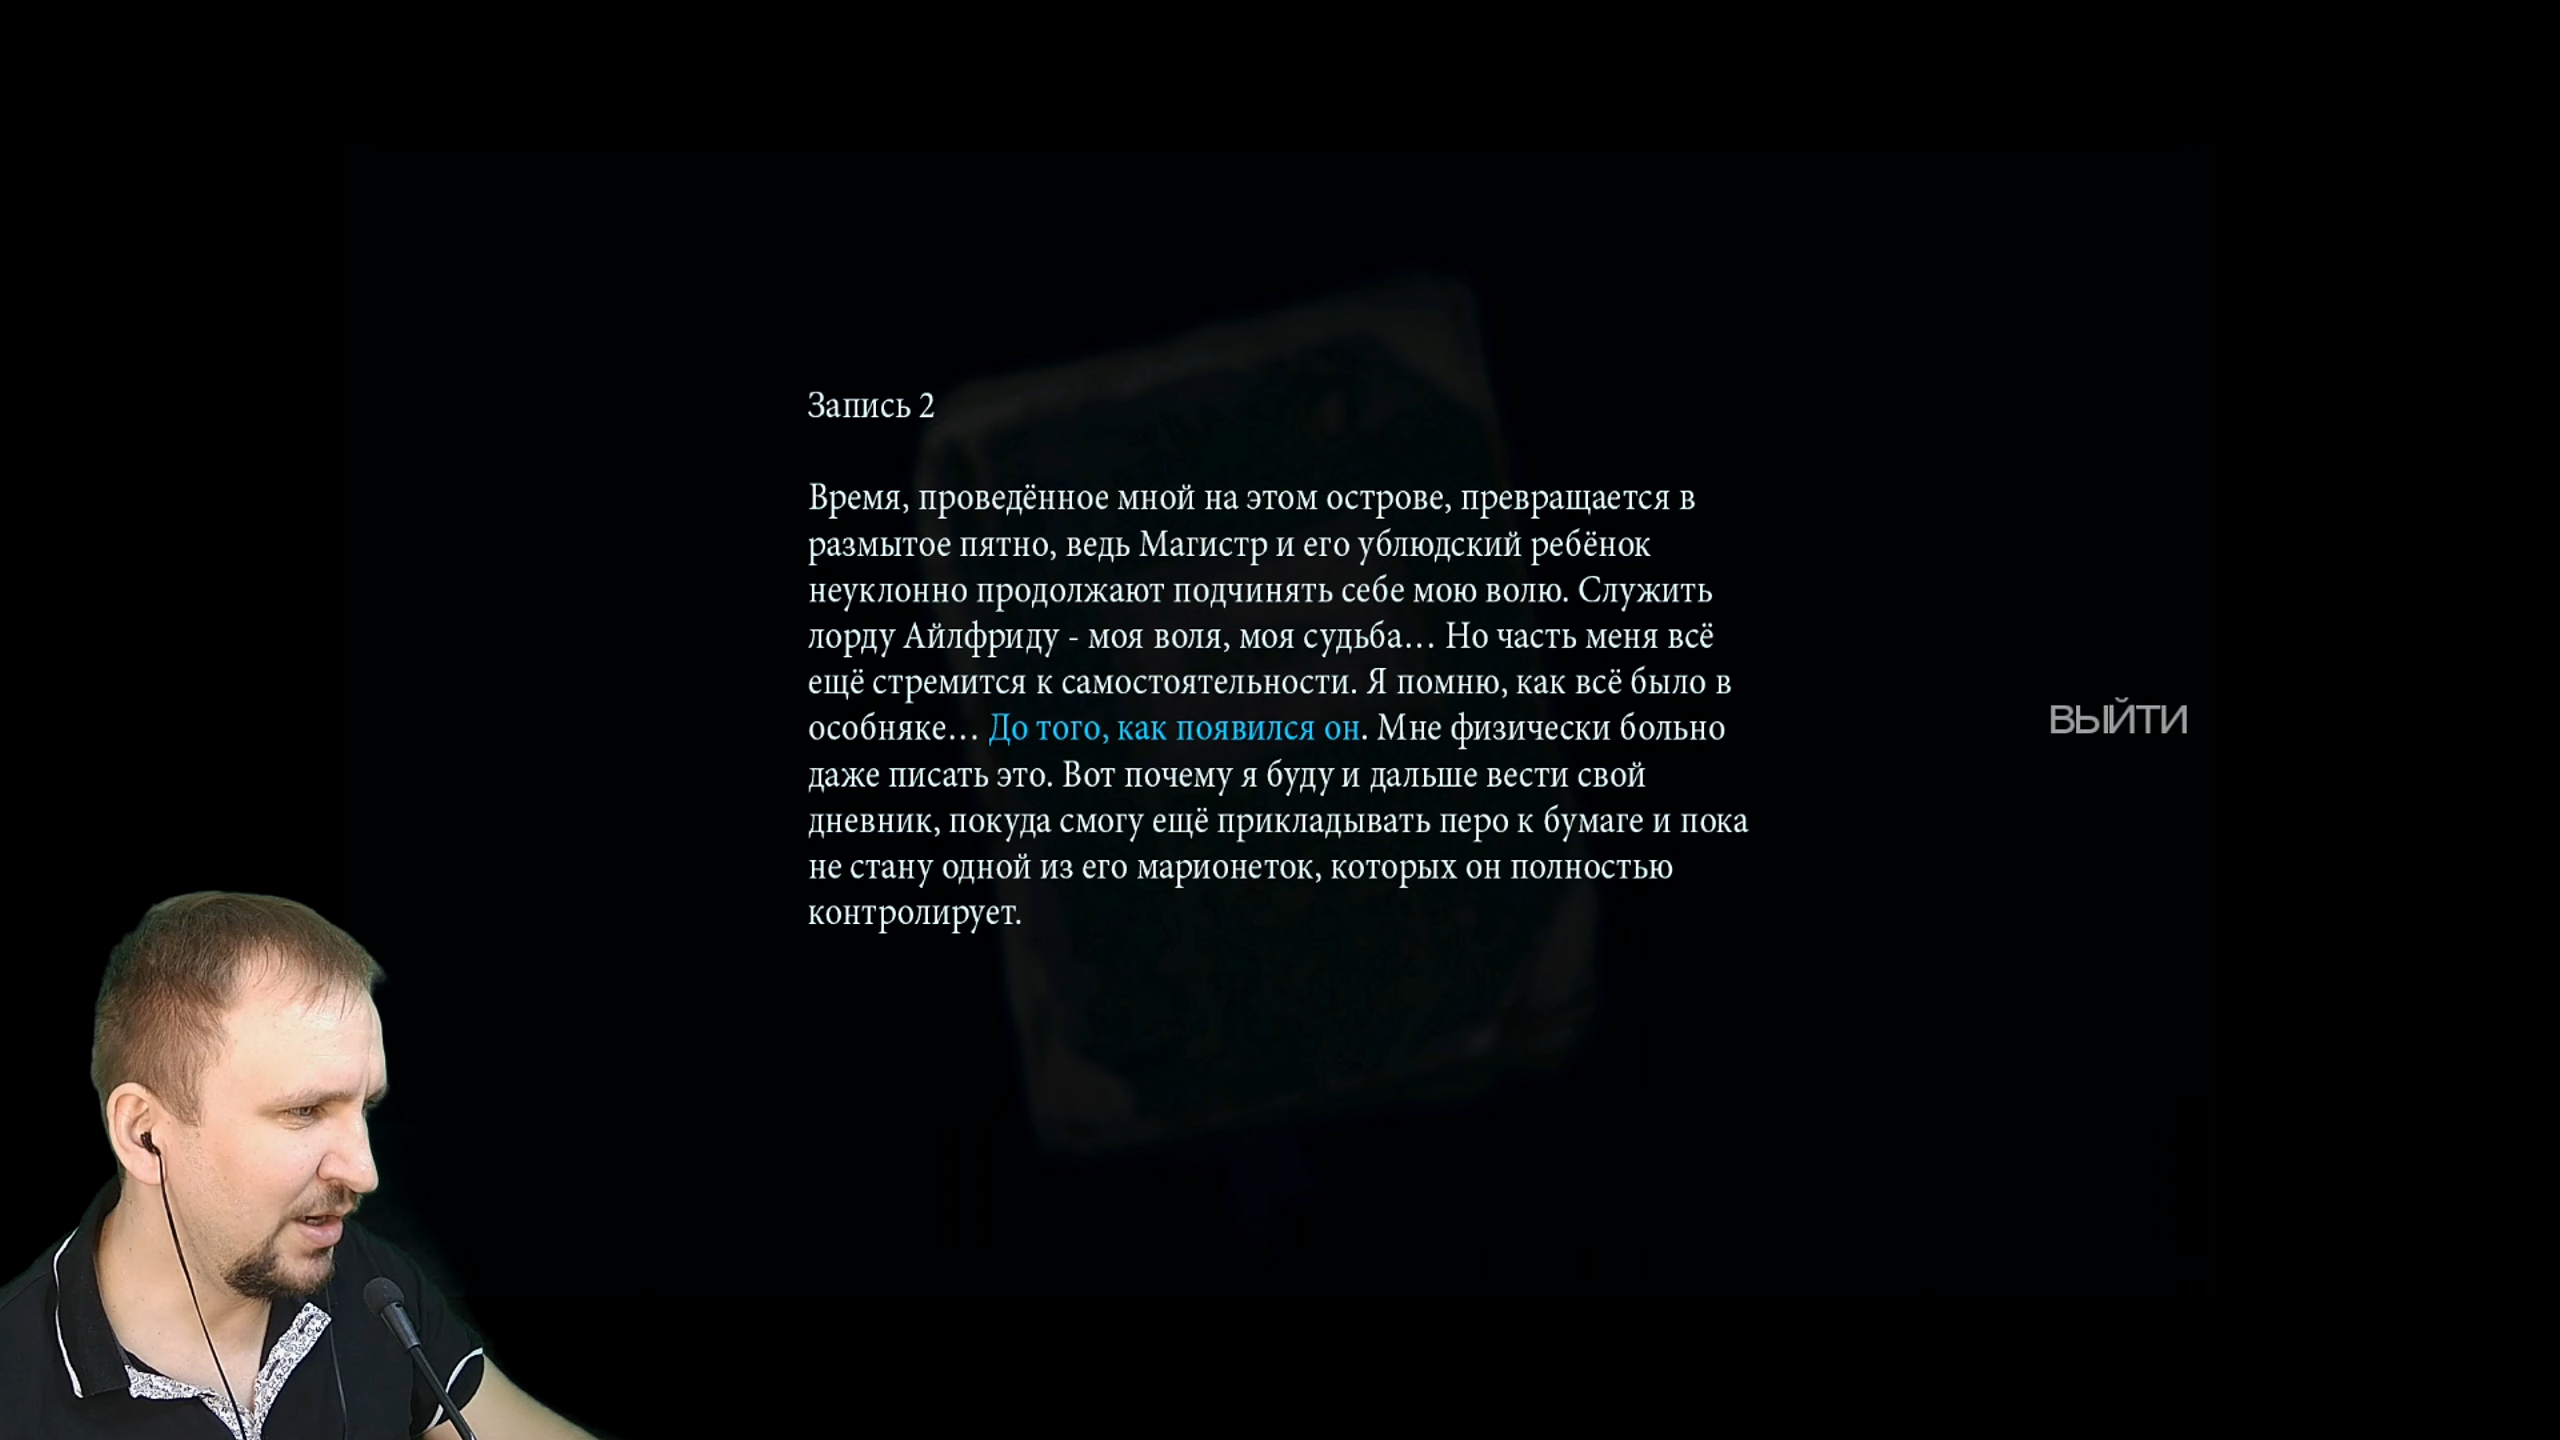 Запись 2
Время, проведённое мной на этом острове, превращается в
размытое пятно, ведь Магистр и его ублюдский ребёнок
неуклонно продолжают подчинять себе мою волю. Служить
лорду Айлфриду - моя воля, моя судьба… Но часть меня всё
ещё стремится к самостоятельности. Я помню, как всё было в
особняке… До того, как появился он. Мне физически больно
даже писать это. Вот почему я буду и дальше вести свой
дневник, покуда смогу ещё прикладывать перо к бумаге и пока
не стану одной из его марионеток, которых он полностью
контролирует.
ВЫЙТИ